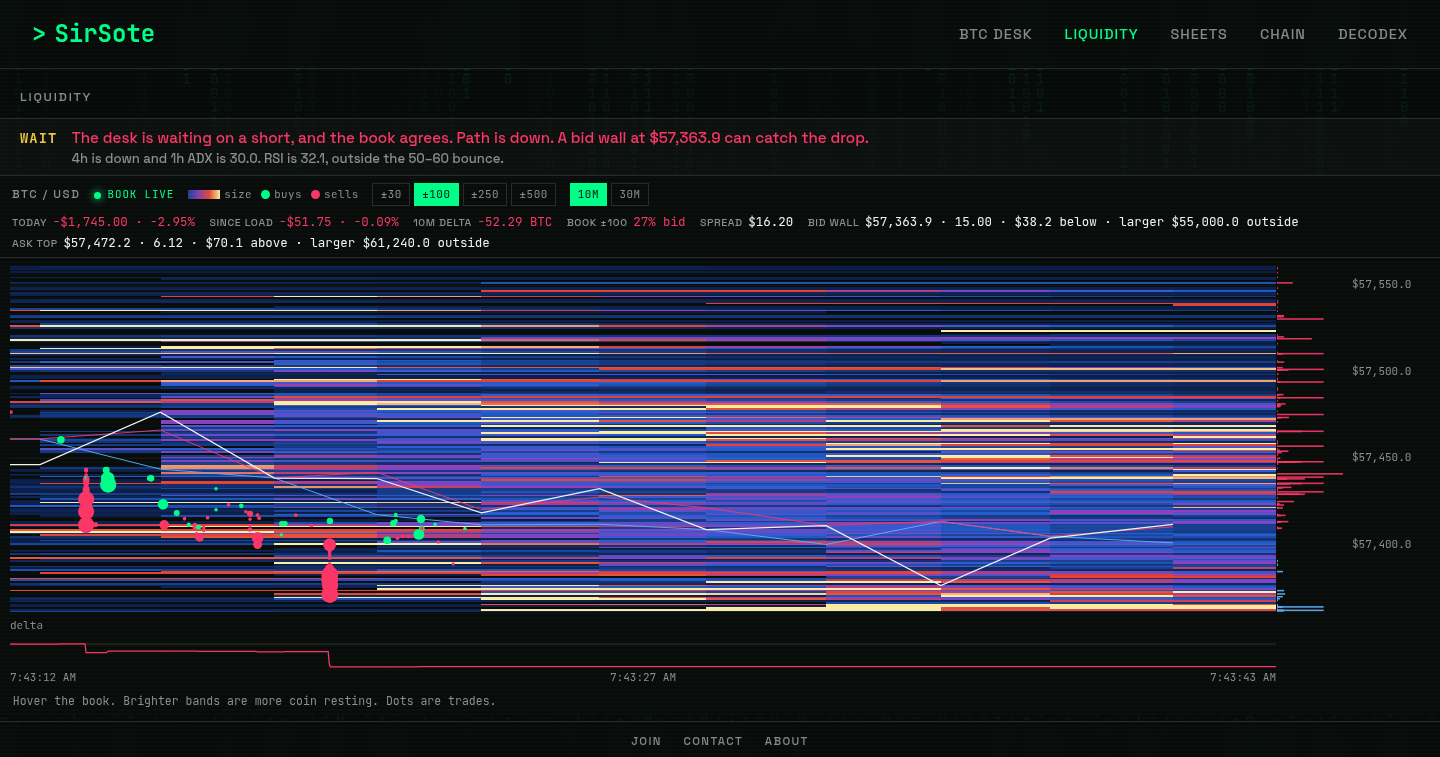 > SirSote
BTC DESK LIQUIDITY SHEETS CHAIN DECODEX
LIQUIDITY
WAIT The desk is waiting on a short, and the book agrees. Path is down. A bid wall at $57,363.9 can catch the drop.
4h is down and 1h ADX is 30.0. RSI is 32.1, outside the 50–60 bounce.
BTC / USD BOOK LIVE size buys sells ±30 ±100 ±250 ±500 10M 30M
TODAY -$1,745.00 · -2.95% SINCE LOAD -$51.75 · -0.09% 10M DELTA -52.29 BTC BOOK ±100 27% bid SPREAD $16.20 BID WALL $57,363.9 · 15.00 · $38.2 below · larger $55,000.0 outside
ASK TOP $57,472.2 · 6.12 · $70.1 above · larger $61,240.0 outside
$57,550.0
$57,500.0
$57,450.0
$57,400.0
delta
7:43:12 AM 7:43:27 AM 7:43:43 AM
Hover the book. Brighter bands are more coin resting. Dots are trades.
JOIN CONTACT ABOUT